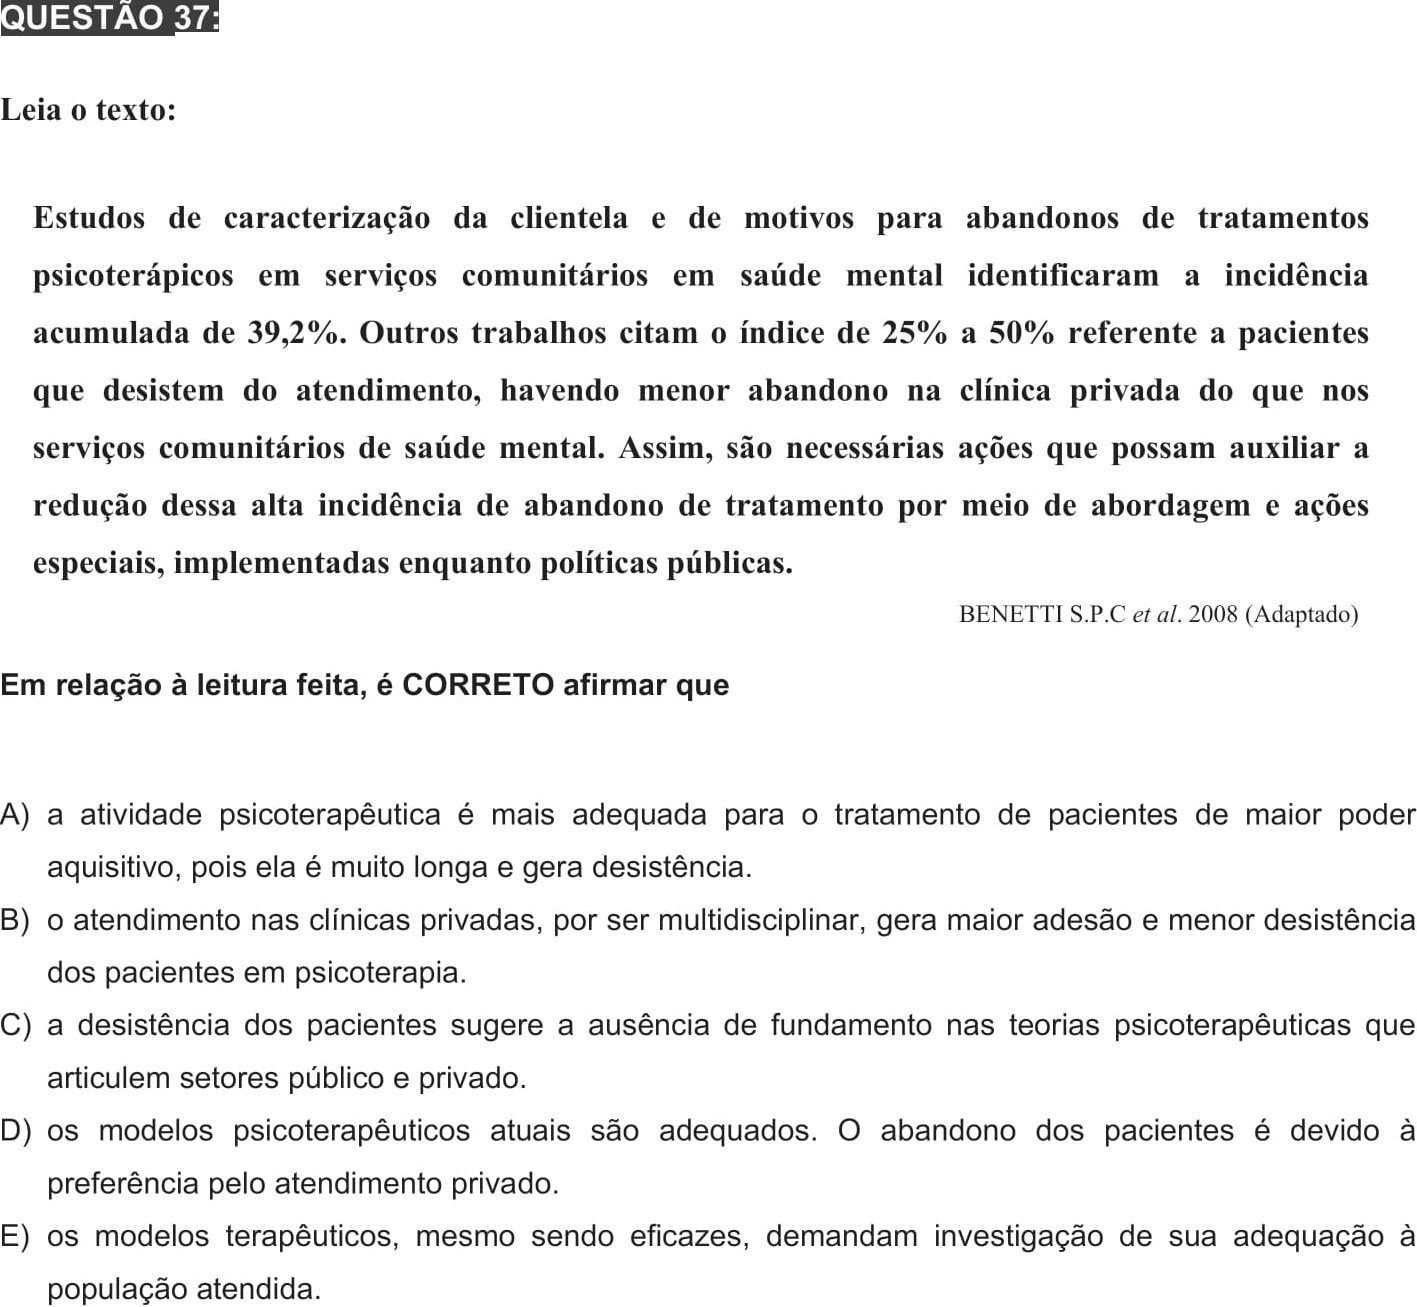 QUESTÃO 37:
Leia o texto:
Estudos de caracterização da clientela e de motivos para abandonos de tratamentos
psicoterápicos em serviços comunitários em saúde mental identificaram a incidência
acumulada de 39,2%. Outros trabalhos citam o índice de 25% a 50% referente a pacientes
que desistem do atendimento, havendo menor abandono na clínica privada do que nos
serviços comunitários de saúde mental. Assim, são necessárias ações que possam auxiliar a
redução dessa alta incidência de abandono de tratamento por meio de abordagem e ações
especiais, implementadas enquanto políticas públicas.
BENETTI S.P.C et al. 2008 (Adaptado)
Em relação à leitura feita, é CORRETO afirmar que
A) a atividade psicoterapêutica é mais adequada para o tratamento de pacientes de maior poder
aquisitivo, pois ela é muito longa e gera desistência.
B) o atendimento nas clínicas privadas, por ser multidisciplinar, gera maior adesão e menor desistência
dos pacientes em psicoterapia.
C) a desistência dos pacientes sugere a ausência de fundamento nas teorias psicoterapêuticas que
articulem setores público e privado.
D) os modelos psicoterapêuticos atuais são adequados. O abandono dos pacientes é devido à
preferência pelo atendimento privado.
E) os modelos terapêuticos, mesmo sendo eficazes, demandam investigação de sua adequação à
população atendida.